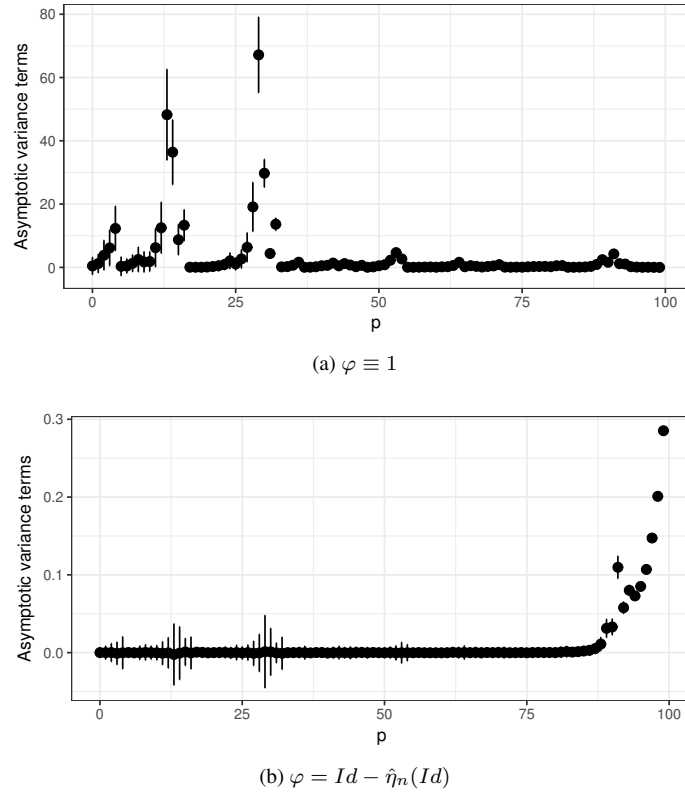 Asymptotic variance terms
80
60
40
20
0
0 25 50 75 100
p
(a) φ ≡ 1
Asymptotic variance terms
0.3
0.2
0.1
0.0
0 25 50 75 100
p
(b) φ = Id − η̂ₙ(Id)